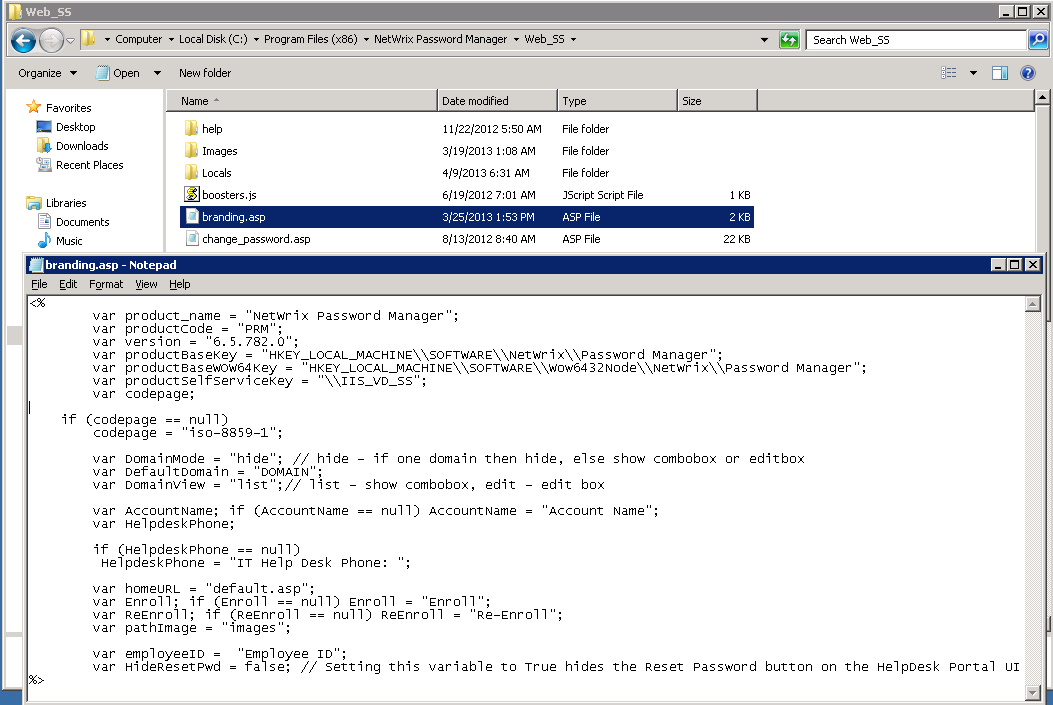 Web_SS
Computer Local Disk (C:) Program Files (x86) NetWrix Password Manager Web_SS
Search Web_SS
Organize Open New folder
Name Date modified Type Size
Favorites
Desktop
Downloads
Recent Places
Libraries
Documents
Music
help 11/22/2012 5:50 AM File folder
Images 3/19/2013 1:08 AM File folder
Locals 4/9/2013 6:31 AM File folder
boosters.js 6/19/2012 7:01 AM JScript Script File 1 KB
branding.asp 3/25/2013 1:53 PM ASP File 2 KB
change_password.asp 8/13/2012 8:40 AM ASP File 22 KB
branding.asp - Notepad
File Edit Format View Help
<%
var product_name = "NetWrix Password Manager";
var productCode = "PRM";
var version = "6.5.782.0";
var productBaseKey = "HKEY_LOCAL_MACHINE\\SOFTWARE\\NetWrix\\Password Manager";
var productBaseWOW64Key = "HKEY_LOCAL_MACHINE\\SOFTWARE\\Wow6432Node\\NetWrix\\Password Manager";
var productSelfServiceKey = "\\IIS_VD_SS";
var codepage;
if (codepage == null)
codepage = "iso-8859-1";
var DomainMode = "hide"; // hide - if one domain then hide, else show combobox or editbox
var DefaultDomain = "DOMAIN";
var DomainView = "list";// list - show combobox, edit - edit box
var AccountName; if (AccountName == null) AccountName = "Account Name";
var HelpdeskPhone;
if (HelpdeskPhone == null)
HelpdeskPhone = "IT Help Desk Phone: ";
var homeURL = "default.asp";
var Enroll; if (Enroll == null) Enroll = "Enroll";
var ReEnroll; if (ReEnroll == null) ReEnroll = "Re-Enroll";
var pathImage = "images";
var employeeID =  "Employee ID";
var HideResetPwd = false; // Setting this variable to True hides the Reset Password button on the HelpDesk Portal UI
%>